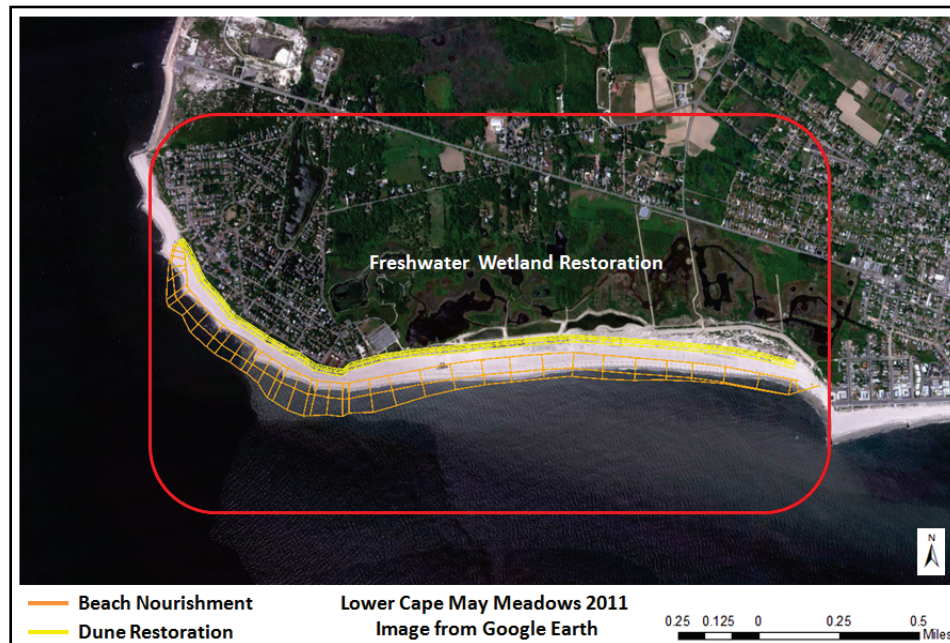 Freshwater Wetland Restoration
N
Beach Nourishment
Dune Restoration
Lower Cape May Meadows 2011
Image from Google Earth
0.25 0.125 0 0.25 0.5
Miles